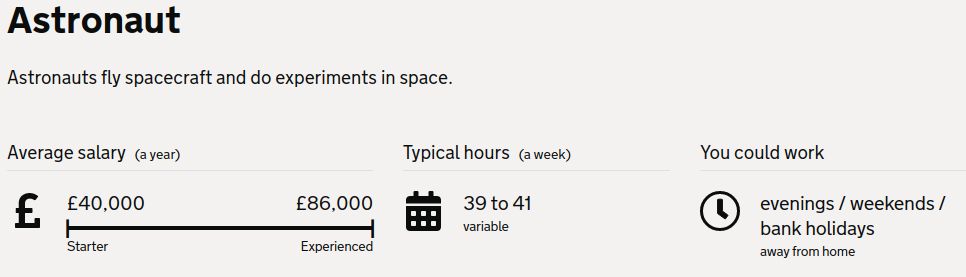 Astronaut
Astronauts fly spacecraft and do experiments in space.
Average salary (a year)
£
£40,000 £86,000
Starter Experienced
Typical hours (a week)
39 to 41
variable
You could work
evenings / weekends /
bank holidays
away from home